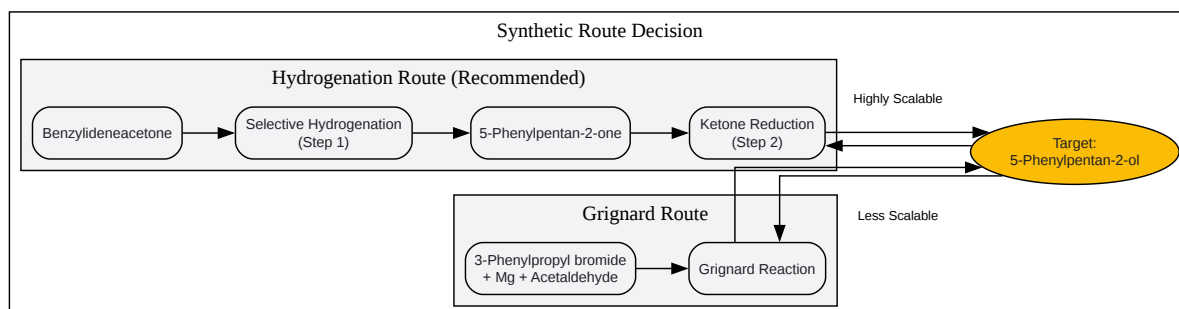 Synthetic Route Decision
Hydrogenation Route (Recommended)
Benzylideneacetone
Selective Hydrogenation
(Step 1)
5-Phenylpentan-2-one
Ketone Reduction
(Step 2)
Highly Scalable
Target:
5-Phenylpentan-2-ol
Grignard Route
3-Phenylpropyl bromide
+ Mg + Acetaldehyde
Grignard Reaction
Less Scalable